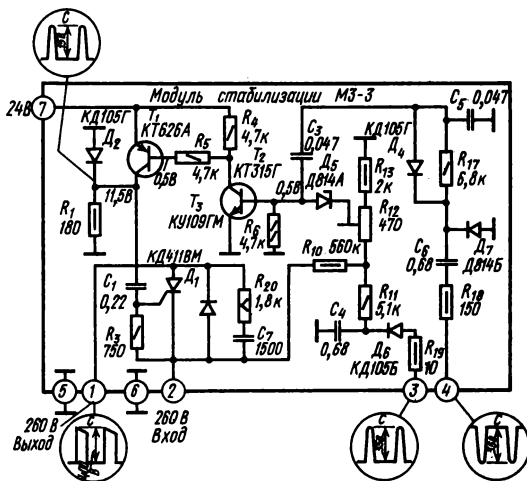 С
Модуль стабилизации М3-3
24В
7
КД105Г
Д2
T1
КТ626А
R4
4,7к
R5
4,7к
0,5В
11,5В
R1
180
T2
КТ315Г
T3
КУ109ГМ
R6
4,7к
0,5В
C3
0,047
Д5
Д814А
КД105Г
R13
2к
R12
470
Д4
C5 0,047
R17
6,8к
Д7
Д814Б
C6
0,68
R18
150
КД411ВМ
Д1
C1
0,22
R3
750
R20
1,8к
C7
1500
R10 560к
R11
5,1к
C4
0,68
Д6
КД105Б
R19
10
5
1
6
2
3
4
260 В
Выход
260 В
Вход
С
С
С